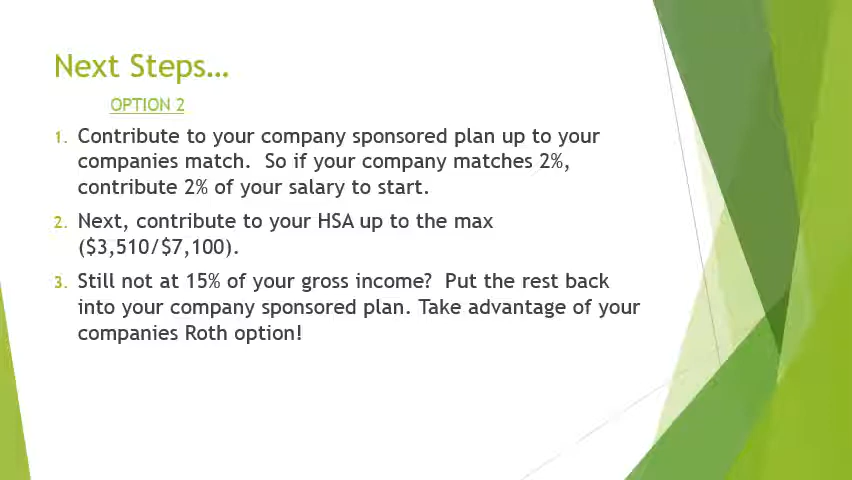 Next Steps…
OPTION 2
1. Contribute to your company sponsored plan up to your
companies match.  So if your company matches 2%,
contribute 2% of your salary to start.
2. Next, contribute to your HSA up to the max
($3,510/$7,100).
3. Still not at 15% of your gross income?  Put the rest back
into your company sponsored plan. Take advantage of your
companies Roth option!